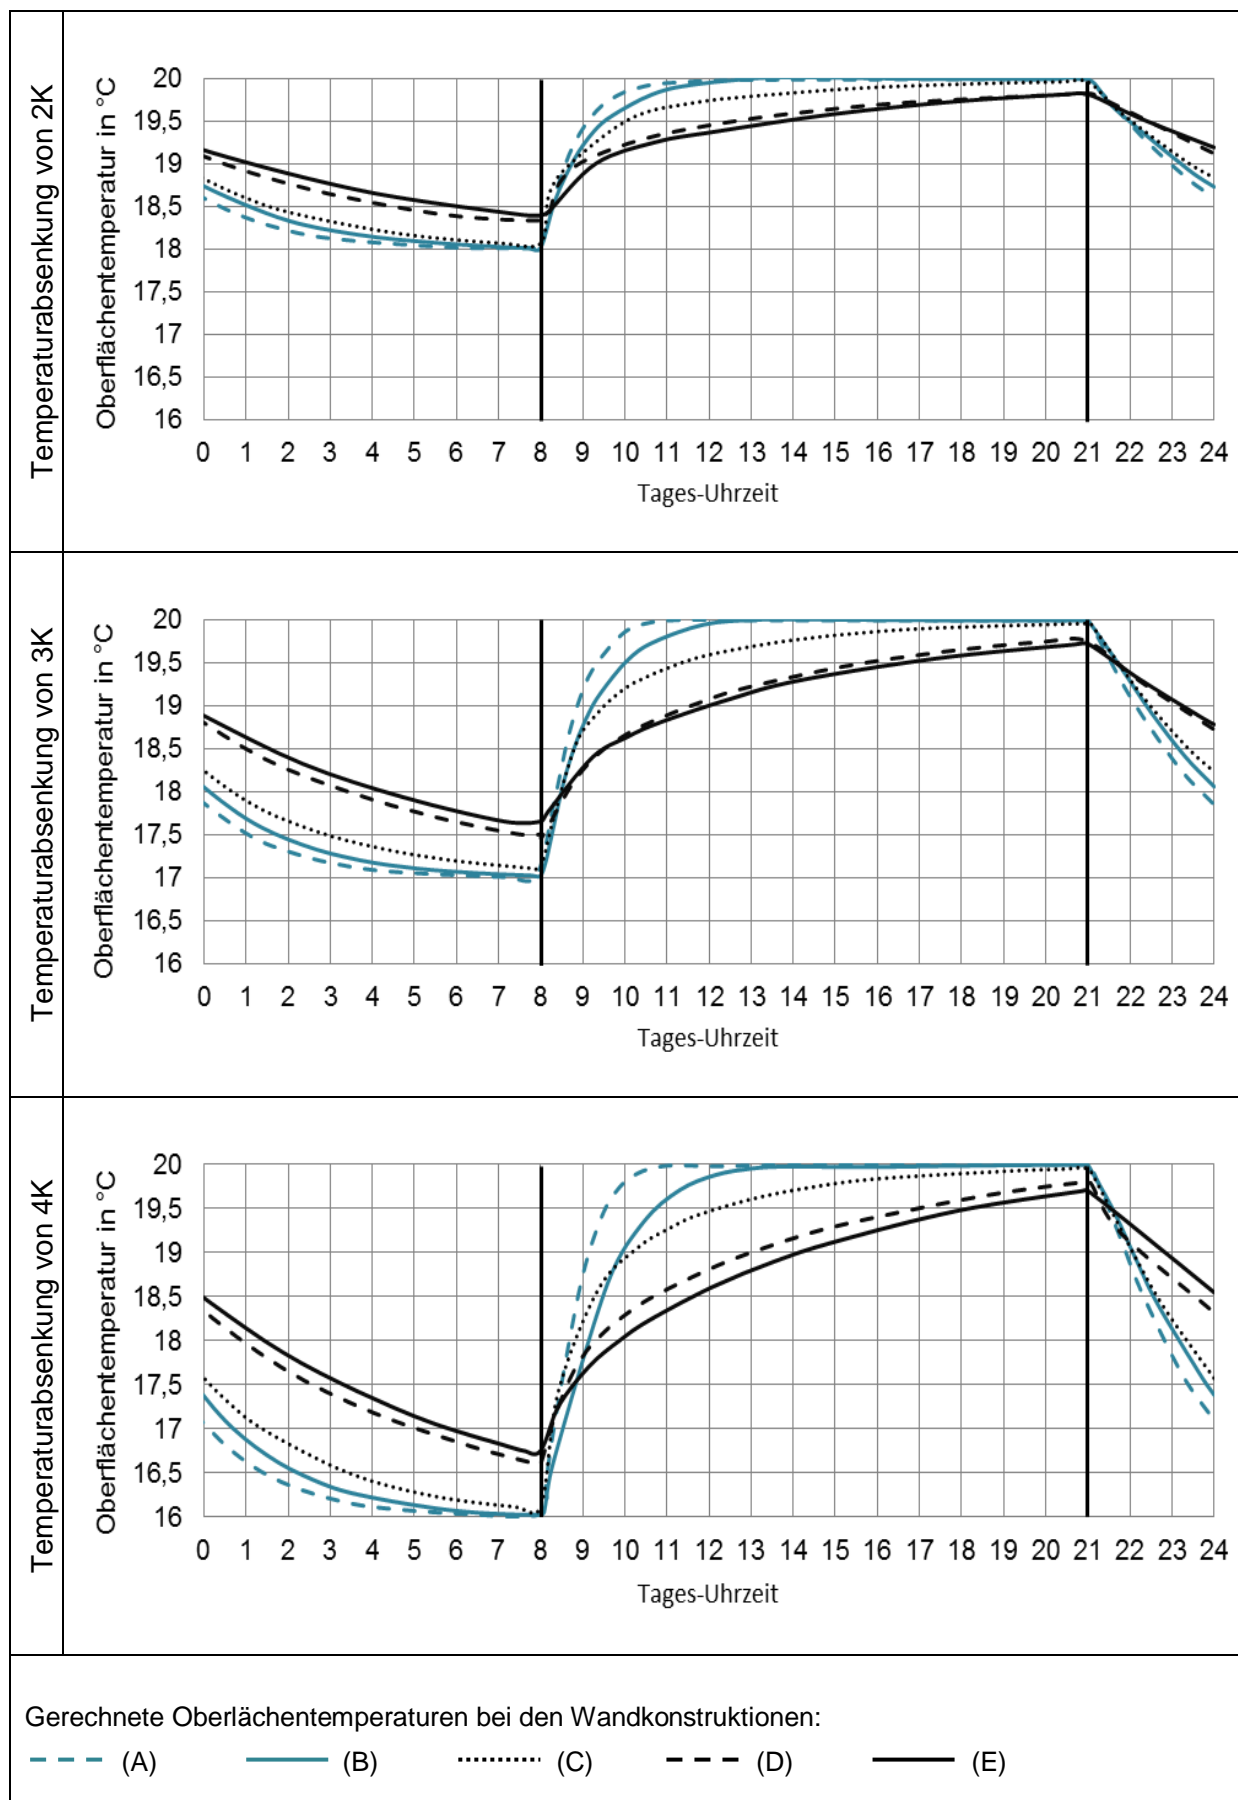 Temperaturabsenkung von 2K
Oberflächentemperatur in °C
20
19,5
19
18,5
18
17,5
17
16,5
16
0 1 2 3 4 5 6 7 8 9 10 11 12 13 14 15 16 17 18 19 20 21 22 23 24
Tages-Uhrzeit
Temperaturabsenkung von 3K
Oberflächentemperatur in °C
20
19,5
19
18,5
18
17,5
17
16,5
16
0 1 2 3 4 5 6 7 8 9 10 11 12 13 14 15 16 17 18 19 20 21 22 23 24
Tages-Uhrzeit
Temperaturabsenkung von 4K
Oberflächentemperatur in °C
20
19,5
19
18,5
18
17,5
17
16,5
16
0 1 2 3 4 5 6 7 8 9 10 11 12 13 14 15 16 17 18 19 20 21 22 23 24
Tages-Uhrzeit
Gerechnete Oberlächentemperaturen bei den Wandkonstruktionen:
(A) (B) (C) (D) (E)